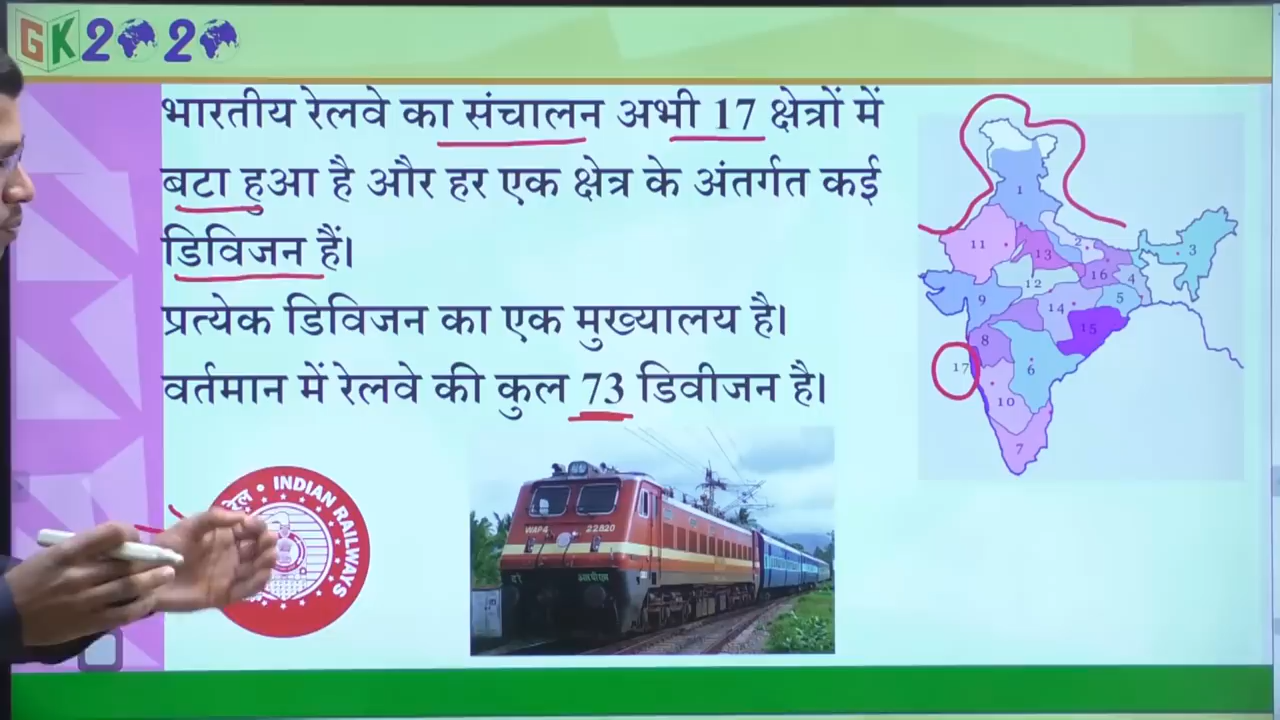 GK2020
भारतीय रेलवे का संचालन अभी 17 क्षेत्रों में
बटा हुआ है और हर एक क्षेत्र के अंतर्गत कई
डिविजन हैं।
प्रत्येक डिविजन का एक मुख्यालय है।
वर्तमान में रेलवे की कुल 73 डिवीजन है।
1
2
3
11
13
16
4
12
9
14
5
15
8
17
6
10
7
रेल • INDIAN RAILWAYS
WAP4 22820